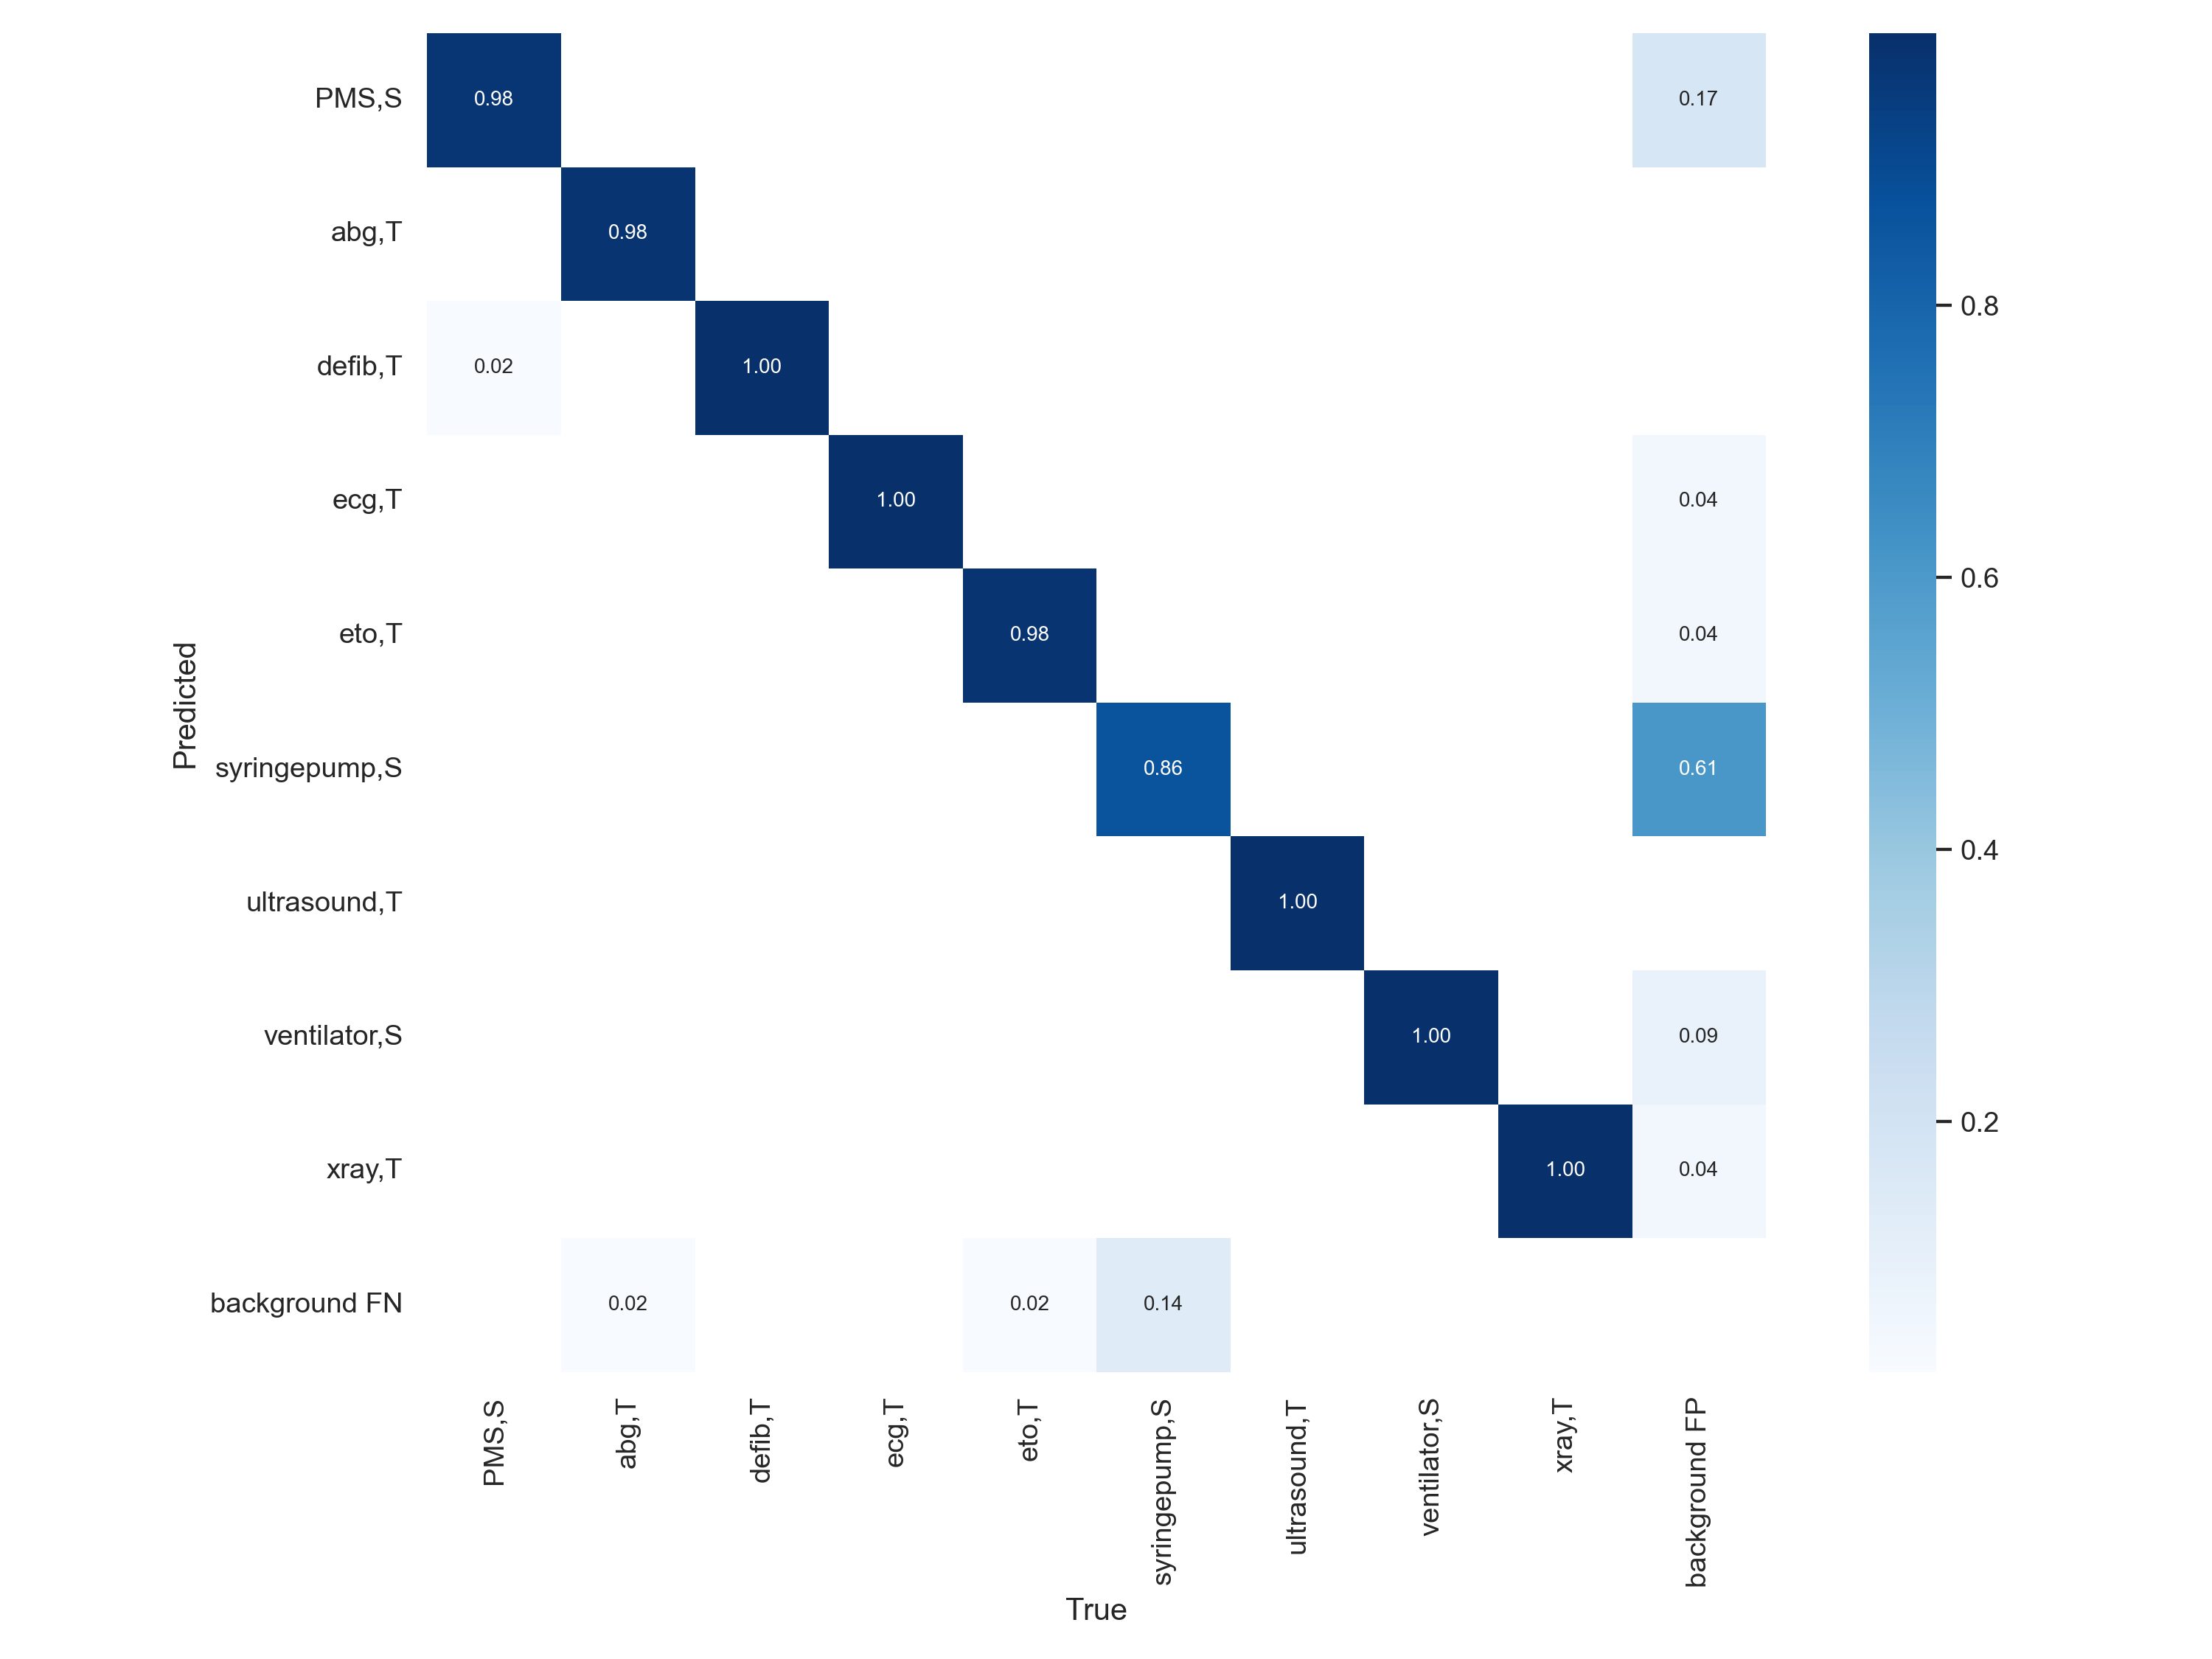 PMS,S
0.98
0.17
abg,T
0.98
defib,T
0.02
1.00
0.8
ecg,T
1.00
0.04
0.6
eto,T
0.98
0.04
Predicted
syringepump,S
0.86
0.61
0.4
ultrasound,T
1.00
ventilator,S
1.00
0.09
0.2
xray,T
1.00
0.04
background FN
0.02
0.02
0.14
PMS,S
abg,T
defib,T
ecg,T
eto,T
syringepump,S
ultrasound,T
ventilator,S
xray,T
background FP
True